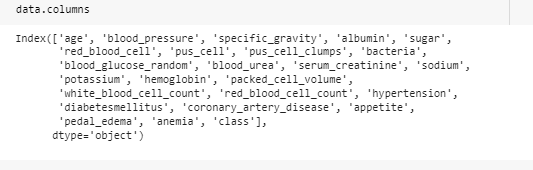 data.columns
Index(['age', 'blood_pressure', 'specific_gravity', 'albumin', 'sugar',
'red_blood_cell', 'pus_cell', 'pus_cell_clumps', 'bacteria',
'blood_glucose_random', 'blood_urea', 'serum_creatinine', 'sodium',
'potassium', 'hemoglobin', 'packed_cell_volume',
'white_blood_cell_count', 'red_blood_cell_count', 'hypertension',
'diabetesmellitus', 'coronary_artery_disease', 'appetite',
'pedal_edema', 'anemia', 'class'],
dtype='object')